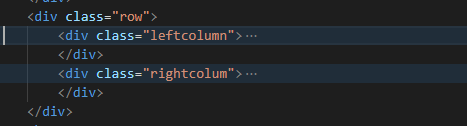 <div class="row">
<div class="leftcolumn">···
</div>
<div class="rightcolum">···
</div>
</div>